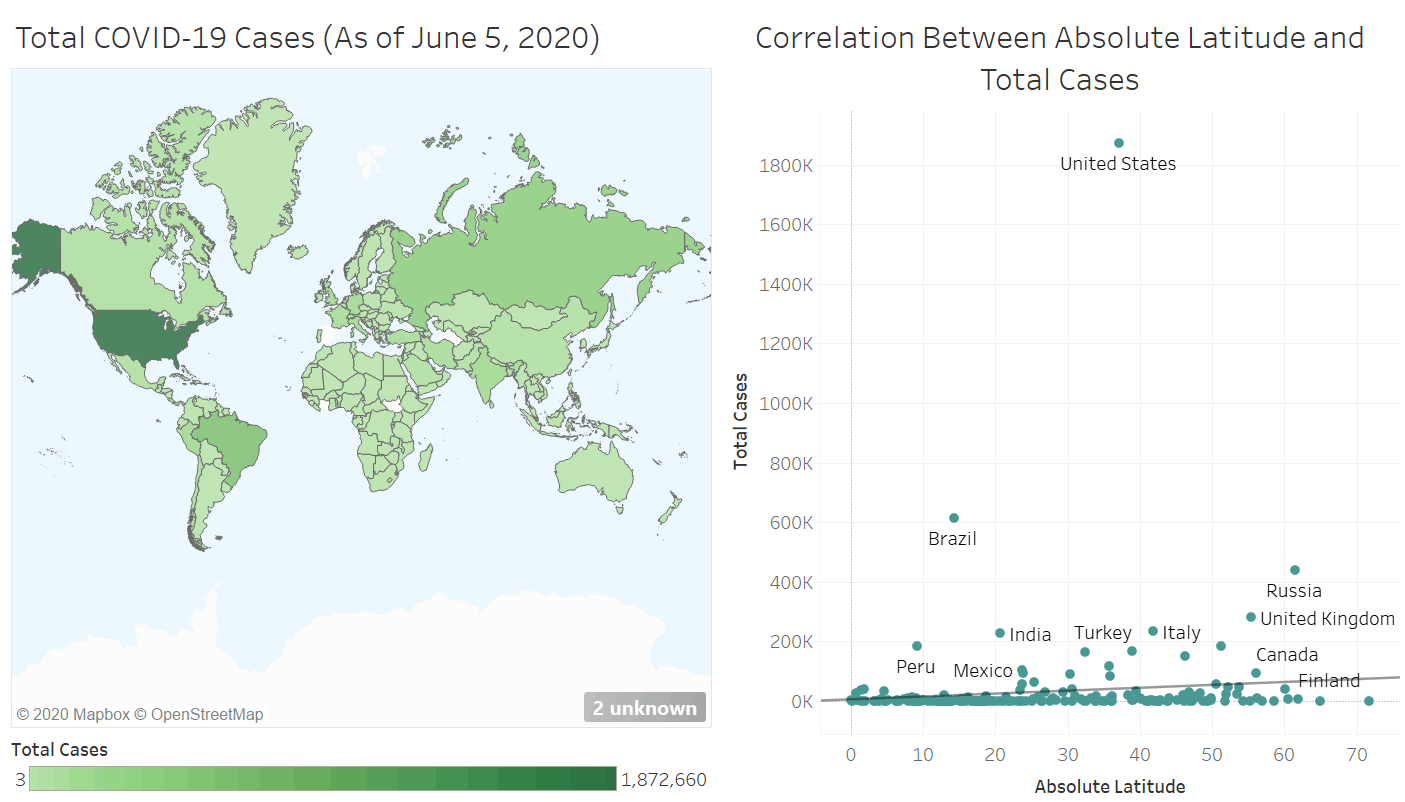 Total COVID-19 Cases (As of June 5, 2020)
© 2020 Mapbox © OpenStreetMap
2 unknown
Total Cases
3
1,872,660
Correlation Between Absolute Latitude and
Total Cases
Total Cases
1800K
1600K
1400K
1200K
1000K
800K
600K
400K
200K
0K
United States
Brazil
Russia
United Kingdom
India
Turkey
Italy
Peru
Mexico
Canada
Finland
0
10
20
30
40
50
60
70
Absolute Latitude